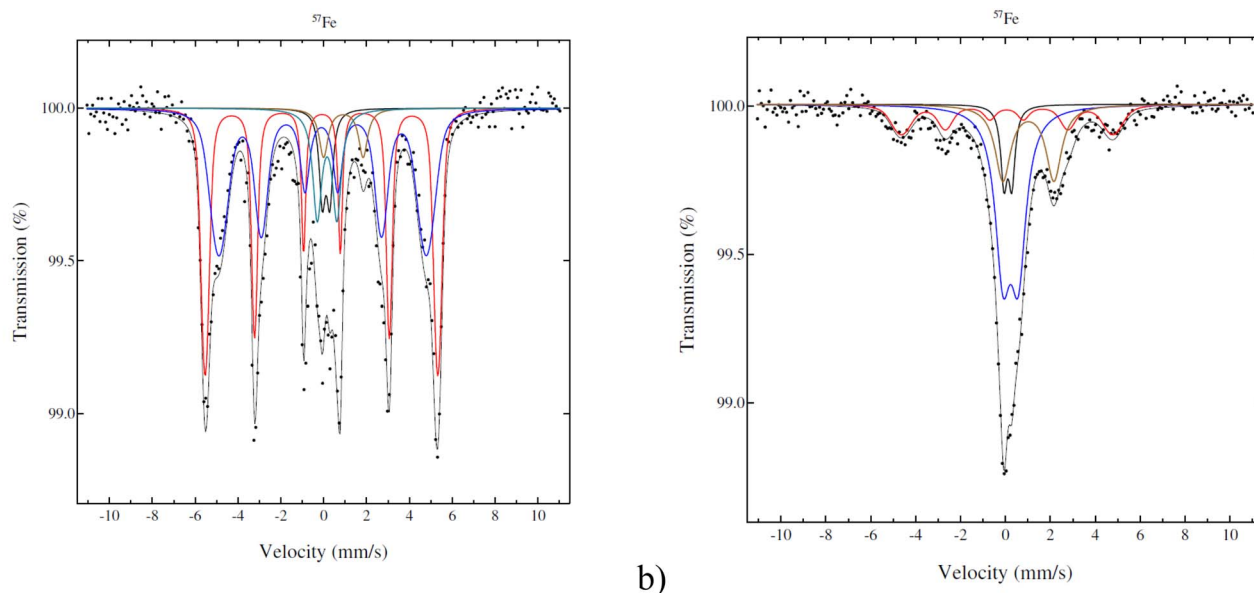 ⁵⁷Fe
Transmission (%)
100.0
99.5
99.0
-10 -8 -6 -4 -2 0 2 4 6 8 10
Velocity (mm/s)
b)
⁵⁷Fe
Transmission (%)
100.0
99.5
99.0
-10 -8 -6 -4 -2 0 2 4 6 8 10
Velocity (mm/s)